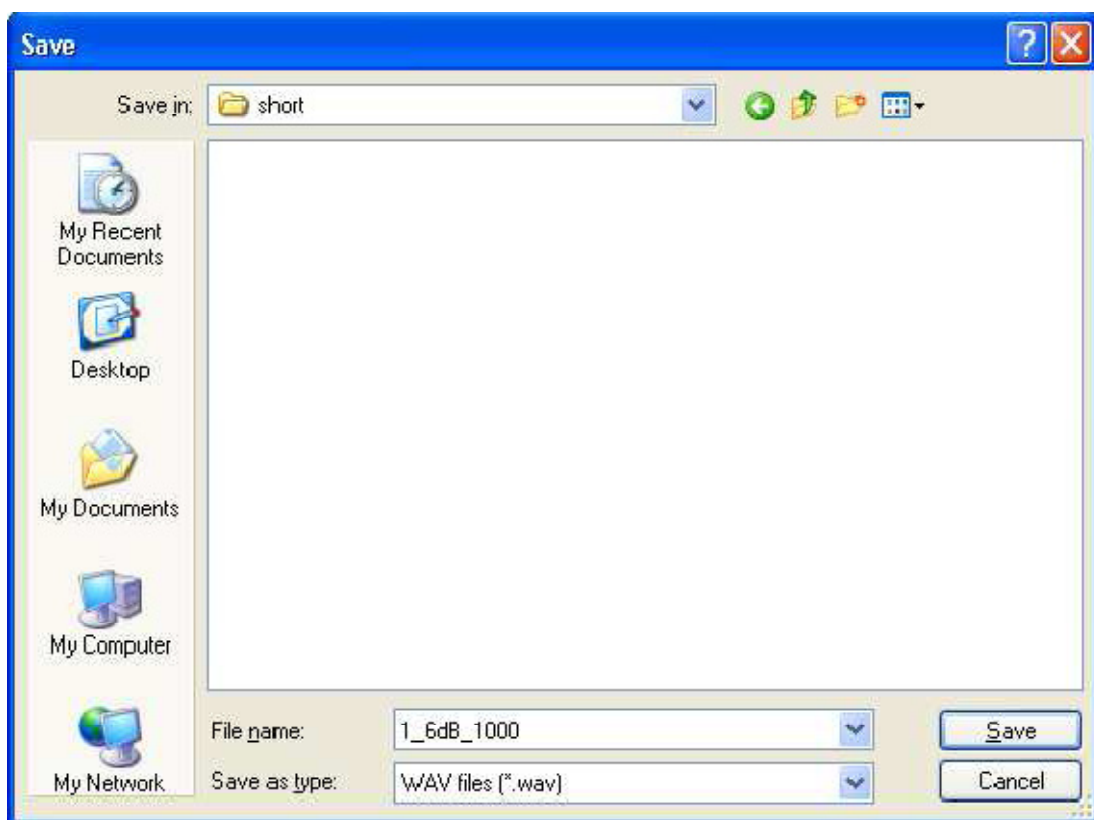 Save
Save in:
short
My Recent
Documents
Desktop
My Documents
My Computer
My Network
File name:
1_6dB_1000
Save
Save as type:
WAV files (*.wav)
Cancel